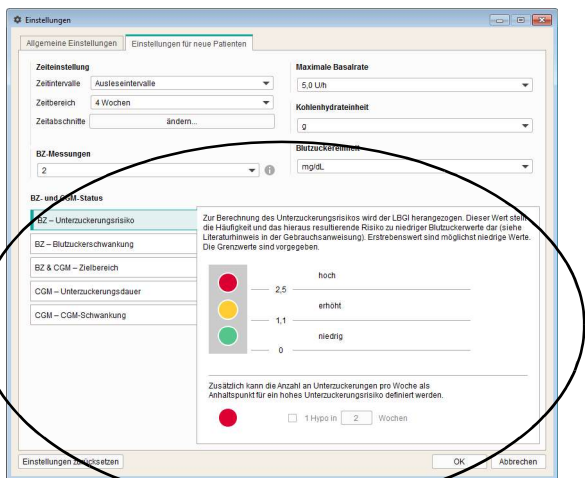 Einstellungen
Allgemeine Einstellungen
Einstellungen für neue Patienten
Zeiteinstellung
Zeitintervalle
Ausleseintervalle
Zeitbereich
4 Wochen
Zeitabschnitte
ändern...
BZ-Messungen
2
Maximale Basalrate
5,0 U/h
Kohlenhydrateinheit
g
Blutzuckereinheit
mg/dL
BZ- und CGM-Status
BZ – Unterzuckerungsrisiko
BZ – Blutzuckerschwankung
BZ & CGM – Zielbereich
CGM – Unterzuckerungsdauer
CGM – CGM-Schwankung
Zur Berechnung des Unterzuckerungsrisikos wird der LBGI herangezogen. Dieser Wert stellt
die Häufigkeit und das hieraus resultierende Risiko zu niedriger Blutzuckerwerte dar (siehe
Literaturhinweis in der Gebrauchsanweisung). Erstrebenswert sind möglichst niedrige Werte.
Die Grenzwerte sind vorgegeben.
hoch
2,5
erhöht
1,1
niedrig
0
Zusätzlich kann die Anzahl an Unterzuckerungen pro Woche als
Anhaltspunkt für ein hohes Unterzuckerungsrisiko definiert werden.
1 Hypo in 2 Wochen
Einstellungen zurücksetzen
OK
Abbrechen